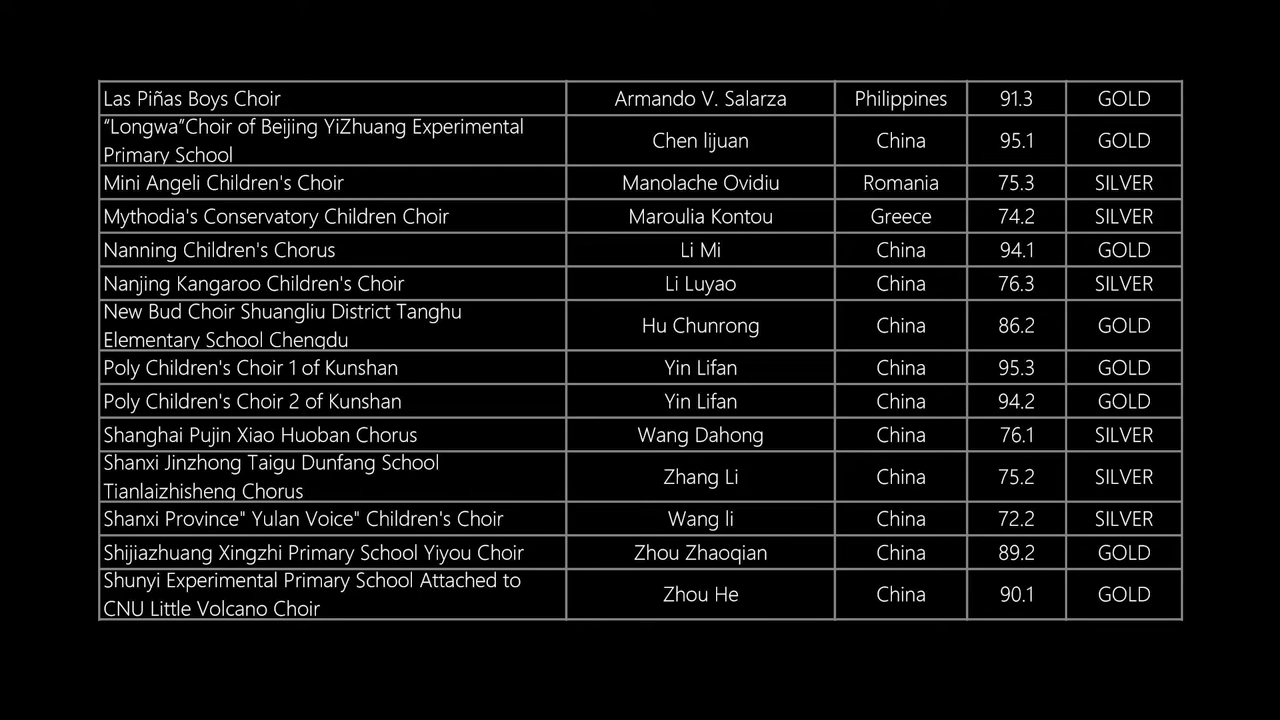 Las Piñas Boys Choir Armando V. Salarza Philippines 91.3 GOLD
“Longwa”Choir of Beijing YiZhuang Experimental
Primary School Chen lijuan China 95.1 GOLD
Mini Angeli Children's Choir Manolache Ovidiu Romania 75.3 SILVER
Mythodia's Conservatory Children Choir Maroulia Kontou Greece 74.2 SILVER
Nanning Children's Chorus Li Mi China 94.1 GOLD
Nanjing Kangaroo Children's Choir Li Luyao China 76.3 SILVER
New Bud Choir Shuangliu District Tanghu
Elementary School Chengdu Hu Chunrong China 86.2 GOLD
Poly Children's Choir 1 of Kunshan Yin Lifan China 95.3 GOLD
Poly Children's Choir 2 of Kunshan Yin Lifan China 94.2 GOLD
Shanghai Pujin Xiao Huoban Chorus Wang Dahong China 76.1 SILVER
Shanxi Jinzhong Taigu Dunfang School
Tianlaizhisheng Chorus Zhang Li China 75.2 SILVER
Shanxi Province" Yulan Voice" Children's Choir Wang li China 72.2 SILVER
Shijiazhuang Xingzhi Primary School Yiyou Choir Zhou Zhaoqian China 89.2 GOLD
Shunyi Experimental Primary School Attached to
CNU Little Volcano Choir Zhou He China 90.1 GOLD